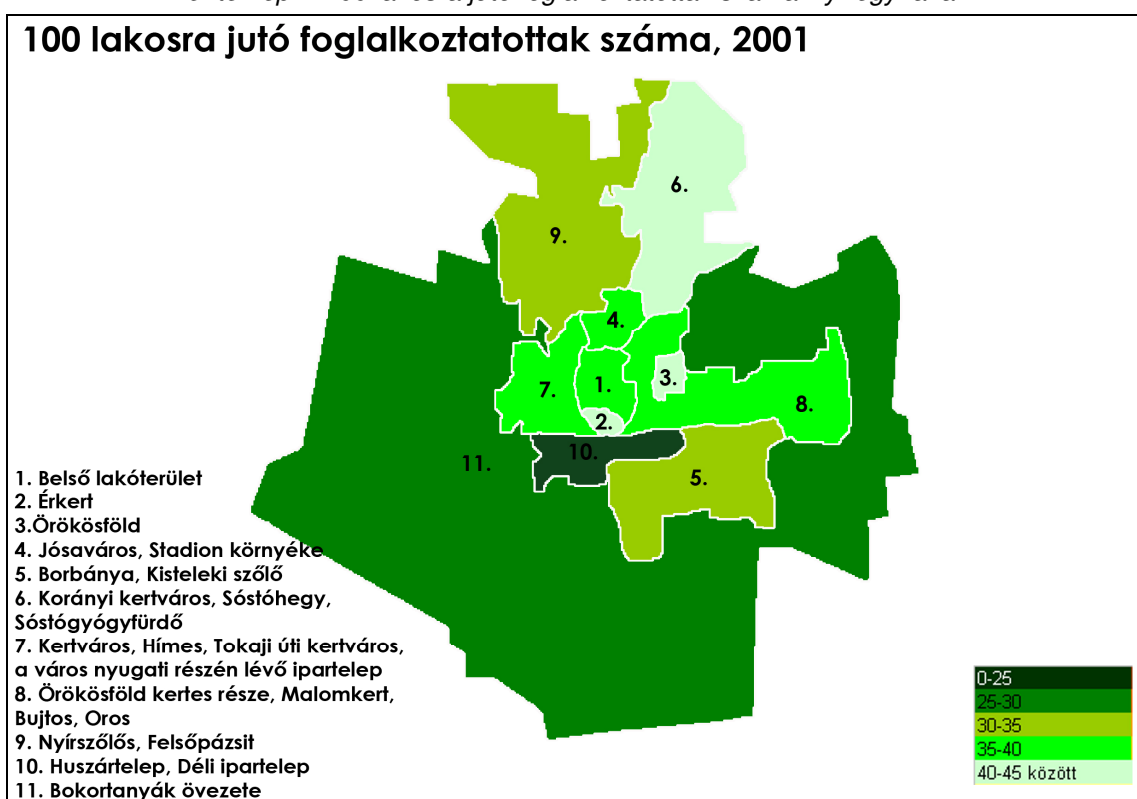 100 lakosra jutó foglalkoztatottak száma, 2001
6.
9.
4.
3.
1.
7.
8.
2.
10.
11.
5.
1. Belső lakóterület
2. Érkert
3.Örökösföld
4. Jósaváros, Stadion környéke
5. Borbánya, Kisteleki szőlő
6. Korányi kertváros, Sóstóhegy,
Sóstógyógyfürdő
7. Kertváros, Hímes, Tokaji úti kertváros,
a város nyugati részén lévő ipartelep
8. Örökösföld kertes része, Malomkert,
Bujtos, Oros
9. Nyírszőlős, Felsőpázsit
10. Huszártelep, Déli ipartelep
11. Bokortanyák övezete
0-25
25-30
30-35
35-40
40-45 között